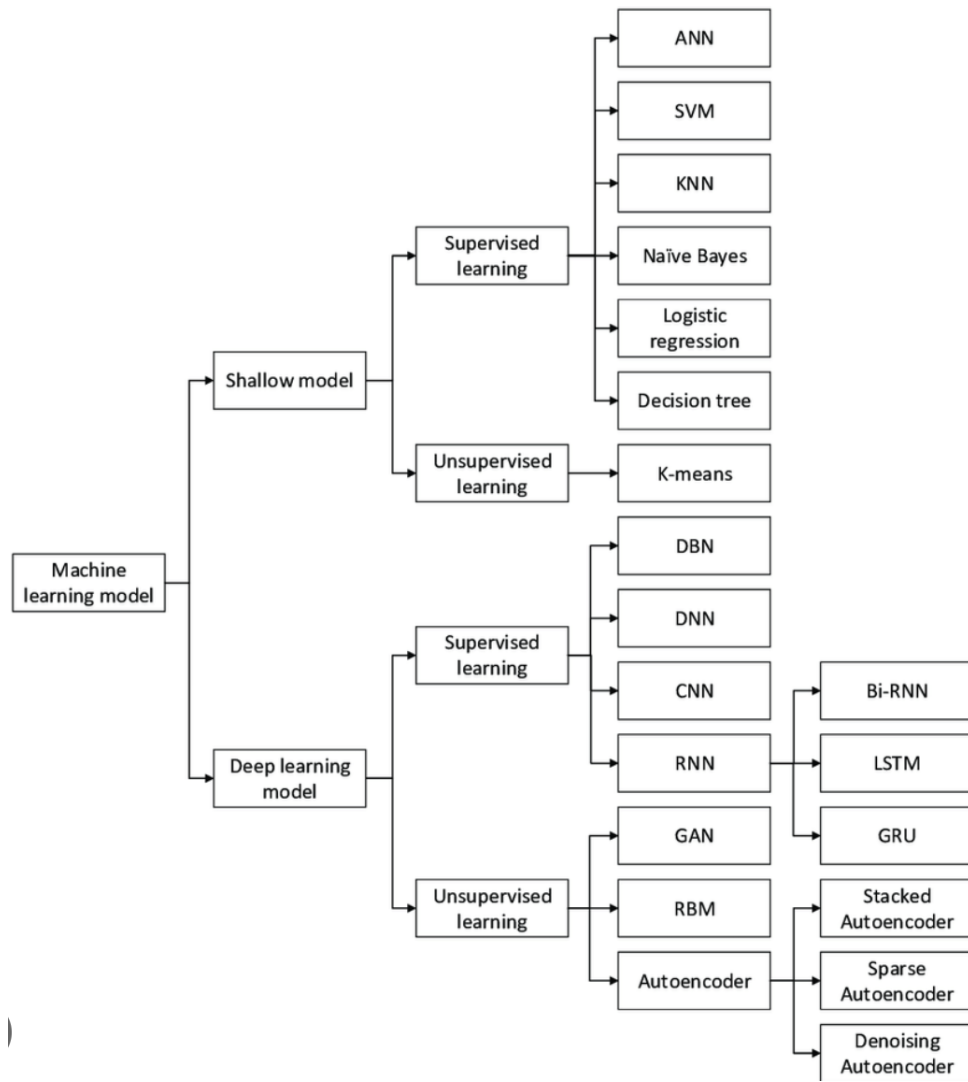 ANN
SVM
KNN
Supervised
learning
Naïve Bayes
Logistic
regression
Shallow model
Decision tree
Unsupervised
learning
K-means
DBN
Machine
learning model
DNN
Supervised
learning
CNN
Bi-RNN
Deep learning
model
RNN
LSTM
GAN
GRU
Unsupervised
learning
RBM
Stacked
Autoencoder
Autoencoder
Sparse
Autoencoder
Denoising
Autoencoder